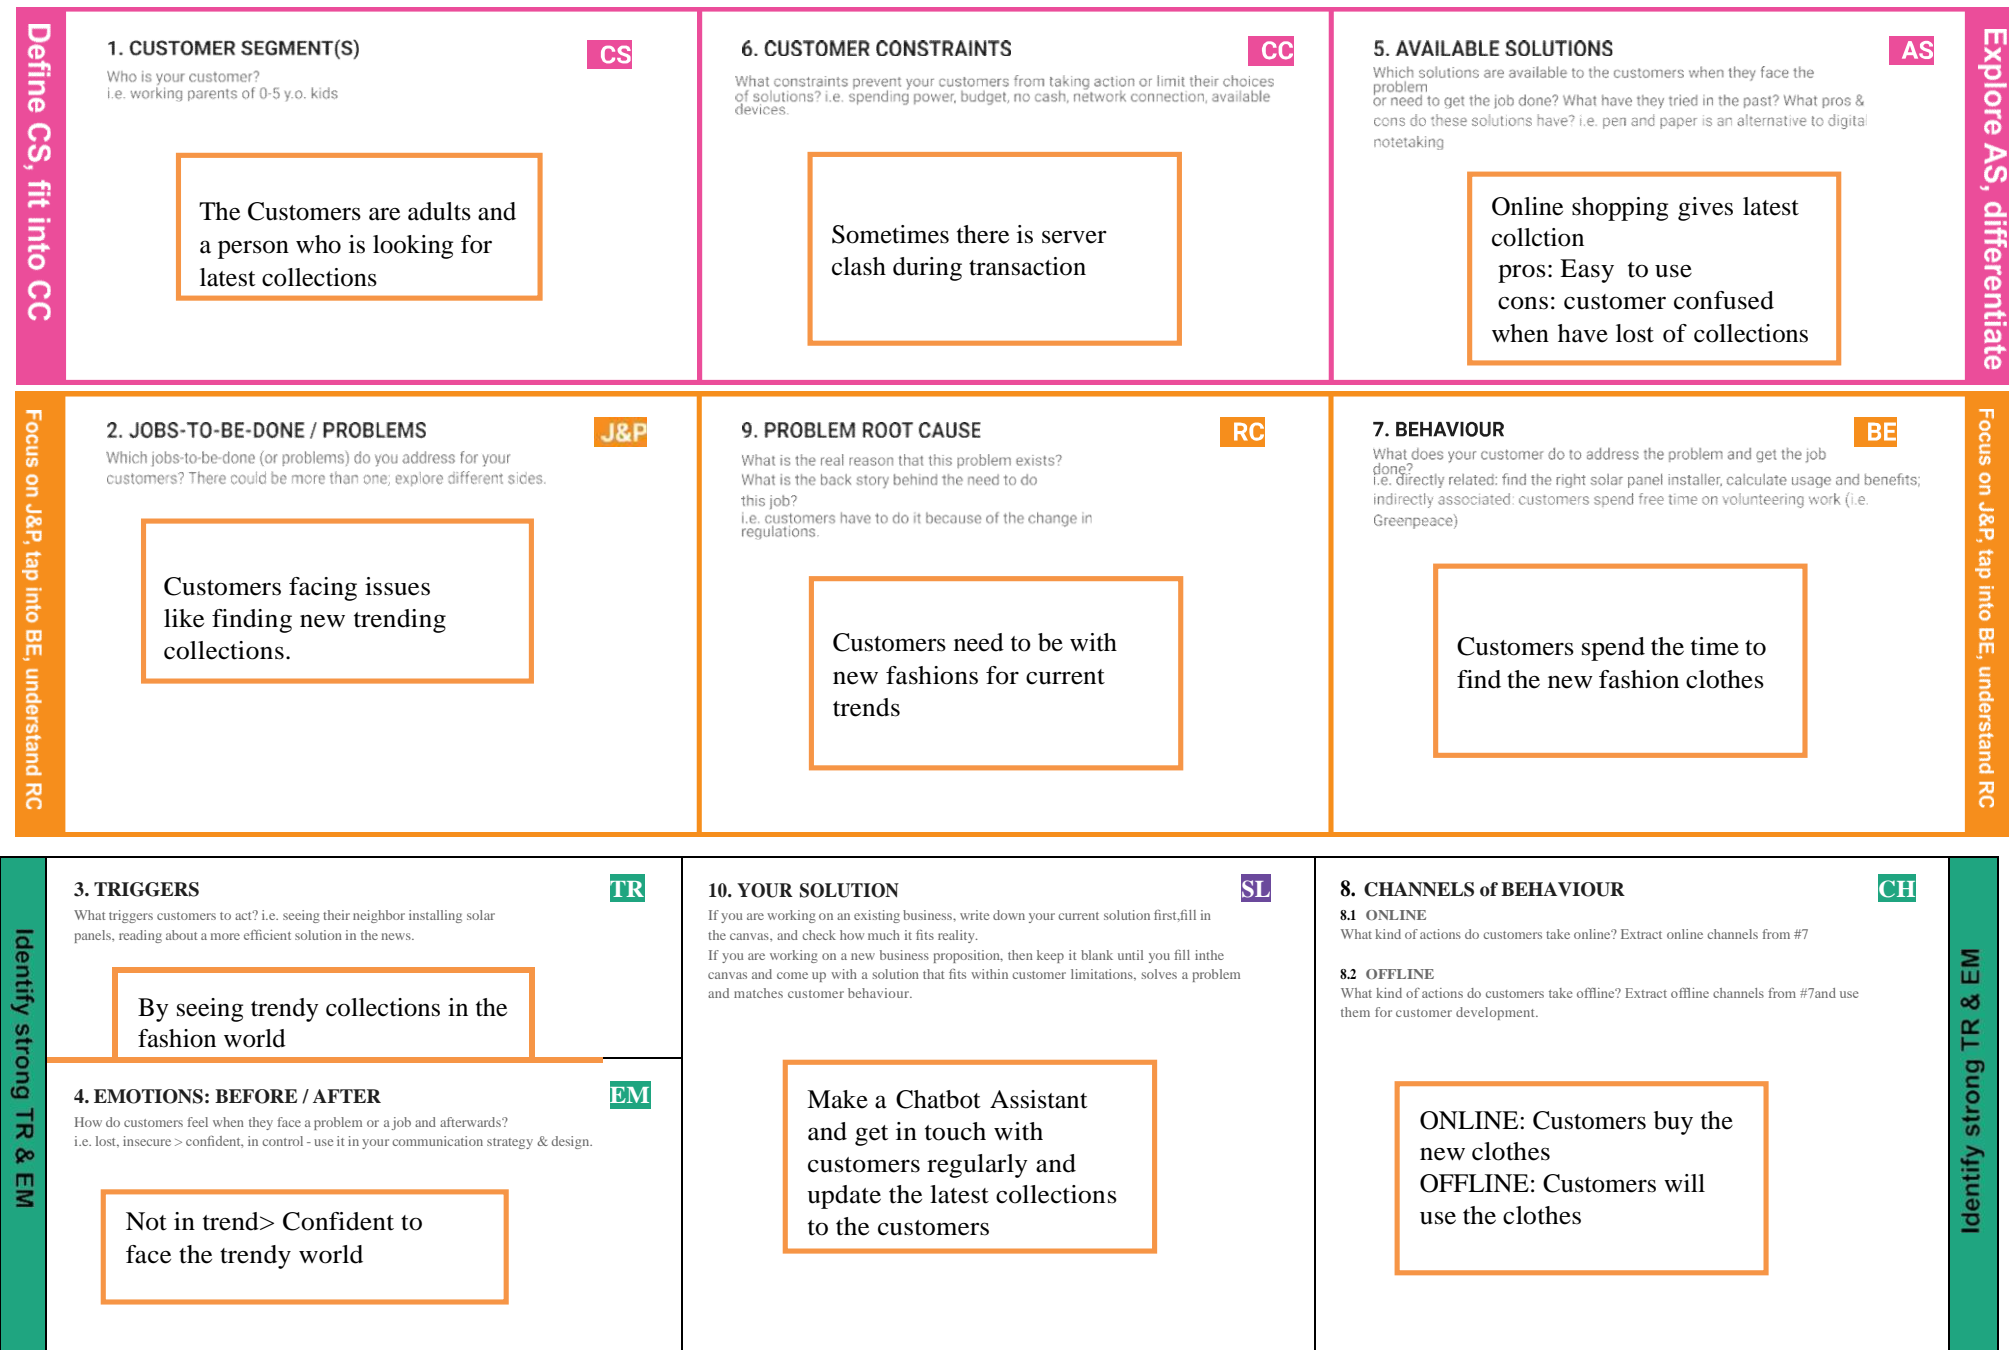 Define CS, fit into CC
1. CUSTOMER SEGMENT(S)
CS
Who is your customer?
i.e. working parents of 0-5 y.o. kids
The Customers are adults and
a person who is looking for
latest collections
6. CUSTOMER CONSTRAINTS
CC
What constraints prevent your customers from taking action or limit their choices
of solutions? i.e. spending power, budget, no cash, network connection, available
devices.
Sometimes there is server
clash during transaction
5. AVAILABLE SOLUTIONS
AS
Which solutions are available to the customers when they face the
problem
or need to get the job done? What have they tried in the past? What pros &
cons do these solutions have? i.e. pen and paper is an alternative to digital
notetaking
Online shopping gives latest
collction
pros: Easy to use
cons: customer confused
when have lost of collections
Explore AS, differentiate
Focus on J&P, tap into BE, understand RC
2. JOBS-TO-BE-DONE / PROBLEMS
J&P
Which jobs-to-be-done (or problems) do you address for your
customers? There could be more than one; explore different sides.
Customers facing issues
like finding new trending
collections.
9. PROBLEM ROOT CAUSE
RC
What is the real reason that this problem exists?
What is the back story behind the need to do
this job?
i.e. customers have to do it because of the change in
regulations.
Customers need to be with
new fashions for current
trends
7. BEHAVIOUR
BE
What does your customer do to address the problem and get the job
done?
i.e. directly related: find the right solar panel installer, calculate usage and benefits;
indirectly associated: customers spend free time on volunteering work (i.e.
Greenpeace)
Customers spend the time to
find the new fashion clothes
Focus on J&P, tap into BE, understand RC
Identify strong TR & EM
3. TRIGGERS
TR
What triggers customers to act? i.e. seeing their neighbor installing solar
panels, reading about a more efficient solution in the news.
By seeing trendy collections in the
fashion world
4. EMOTIONS: BEFORE / AFTER
EM
How do customers feel when they face a problem or a job and afterwards?
i.e. lost, insecure > confident, in control - use it in your communication strategy & design.
Not in trend> Confident to
face the trendy world
10. YOUR SOLUTION
SL
If you are working on an existing business, write down your current solution first,fill in
the canvas, and check how much it fits reality.
If you are working on a new business proposition, then keep it blank until you fill inthe
canvas and come up with a solution that fits within customer limitations, solves a problem
and matches customer behaviour.
Make a Chatbot Assistant
and get in touch with
customers regularly and
update the latest collections
to the customers
8. CHANNELS of BEHAVIOUR
CH
8.1 ONLINE
What kind of actions do customers take online? Extract online channels from #7
8.2 OFFLINE
What kind of actions do customers take offline? Extract offline channels from #7and use
them for customer development.
ONLINE: Customers buy the
new clothes
OFFLINE: Customers will
use the clothes
Identify strong TR & EM